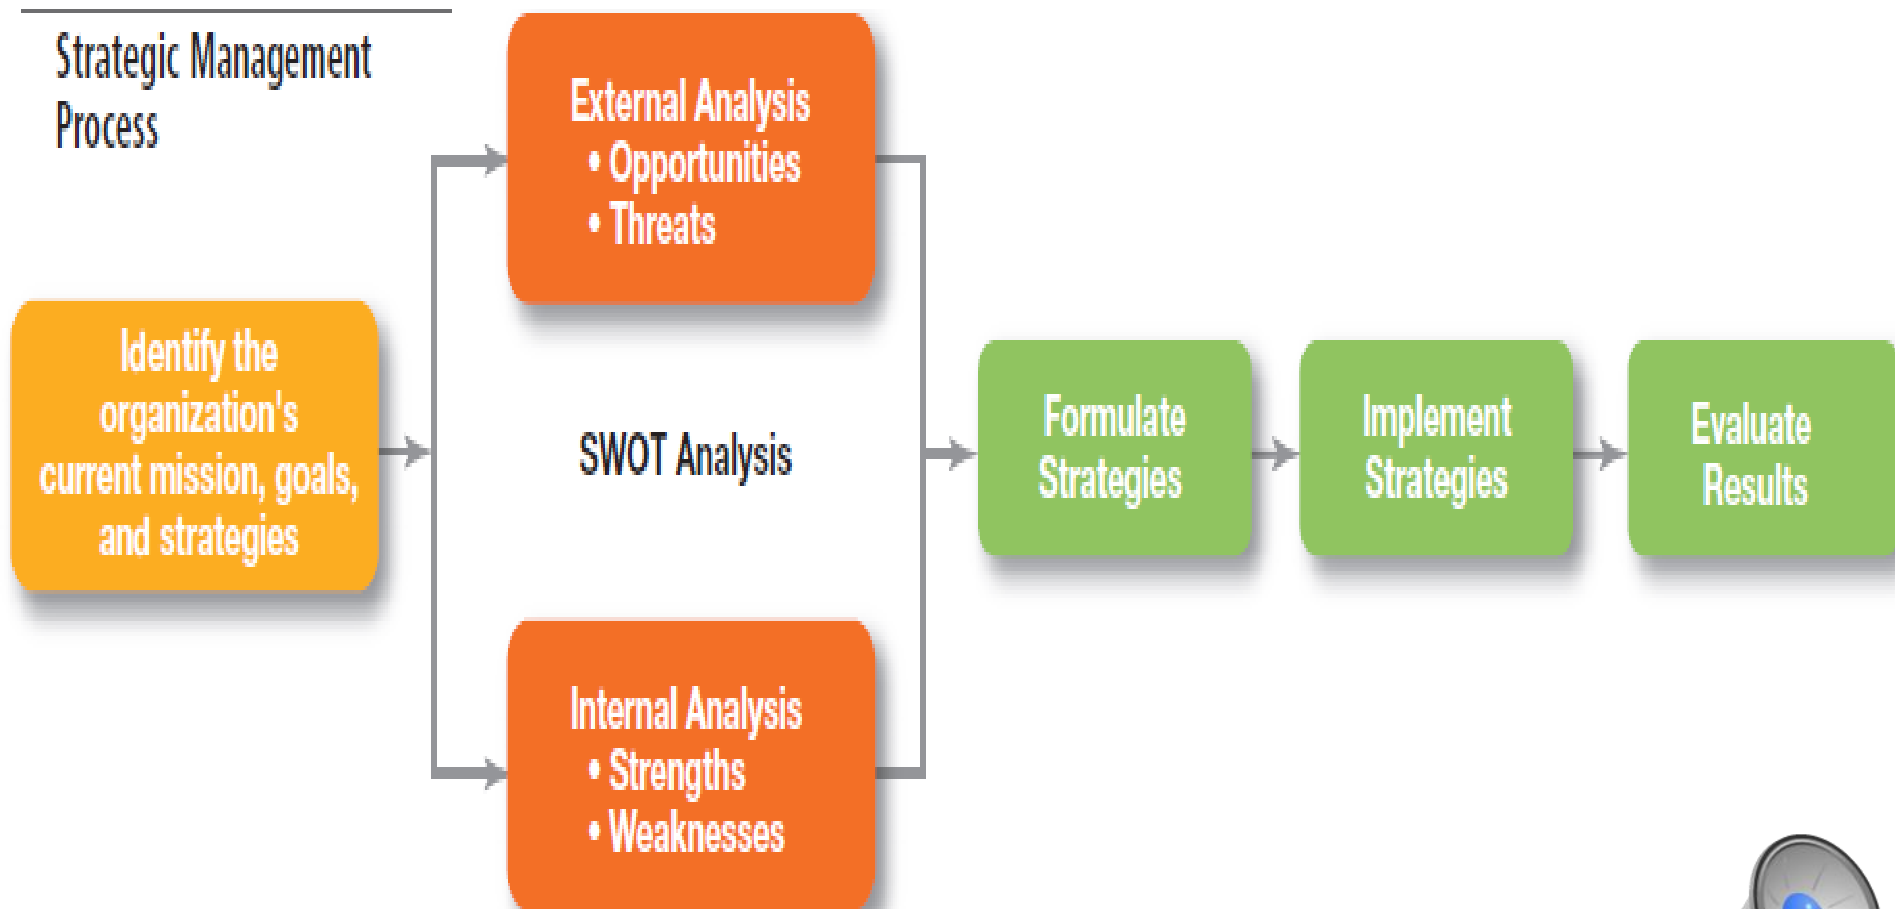 Strategic Management
Process
External Analysis
• Opportunities
• Threats
Identify the
organization's
current mission, goals,
and strategies
SWOT Analysis
Internal Analysis
• Strengths
• Weaknesses
Formulate
Strategies
Implement
Strategies
Evaluate
Results